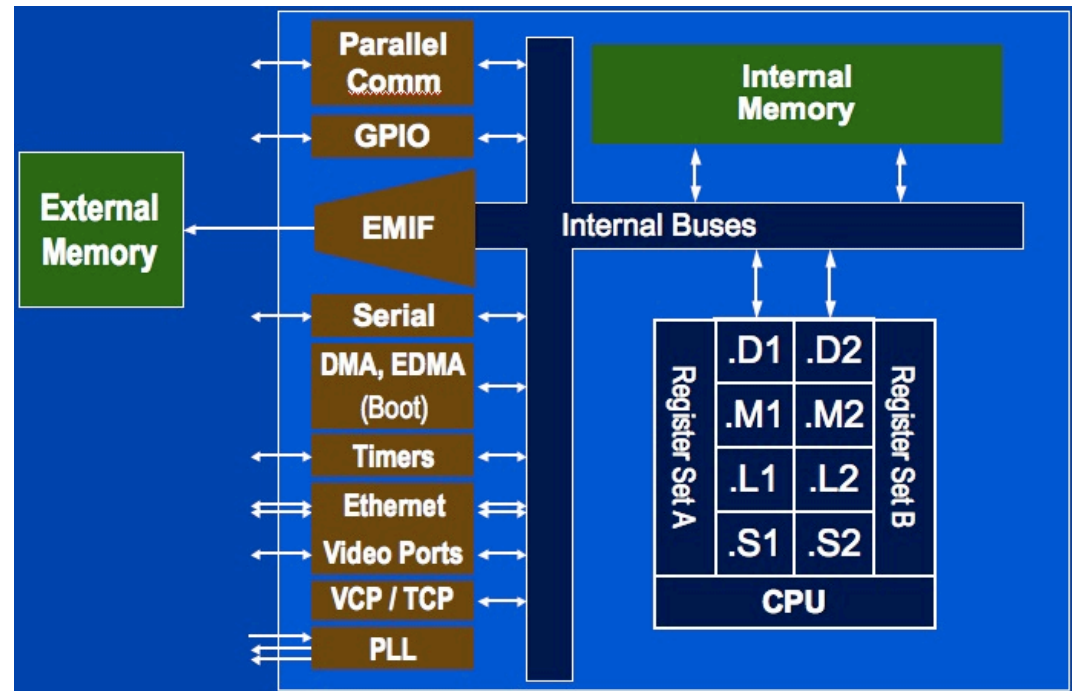 Parallel
Comm
GPIO
Internal
Memory
External
Memory
EMIF
Internal Buses
Serial
DMA, EDMA
(Boot)
Timers
Ethernet
Video Ports
VCP / TCP
PLL
Register Set A
.D1 .D2
.M1 .M2
.L1 .L2
.S1 .S2
Register Set B
CPU